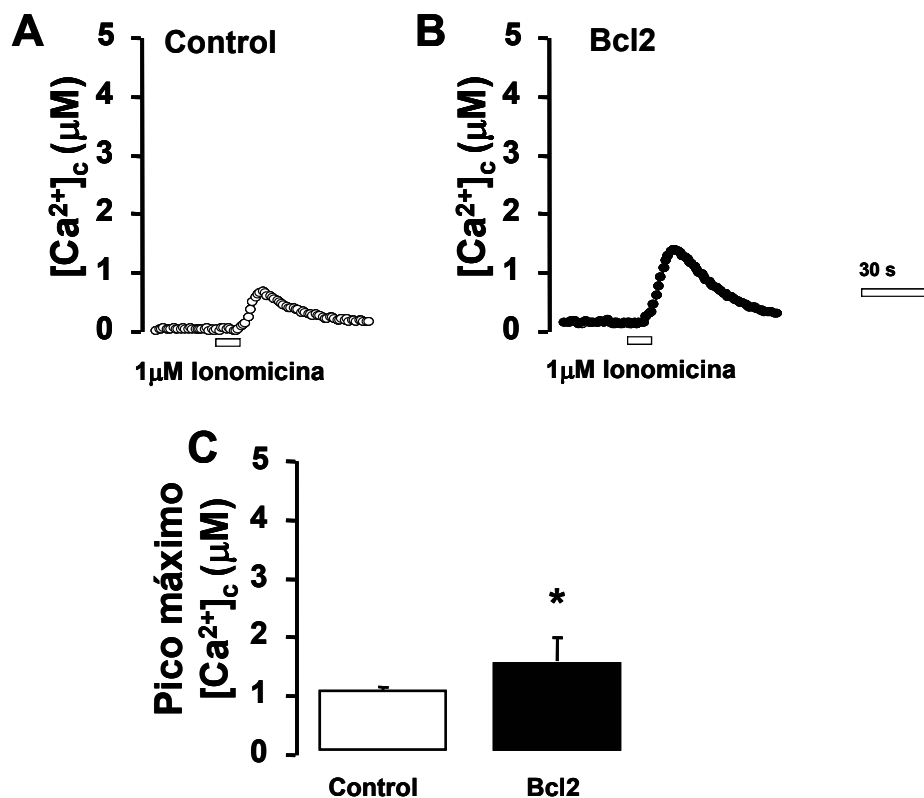 A
Control
[Ca²⁺]c (μM)
5
4
3
2
1
0
1μM Ionomicina
B
Bcl2
[Ca²⁺]c (μM)
5
4
3
2
1
0
1μM Ionomicina
30 s
C
Pico máximo
[Ca²⁺]c (μM)
5
4
3
2
1
0
*
Control
Bcl2